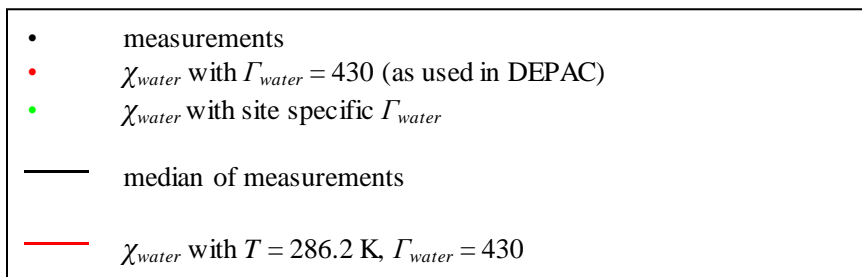 measurements
χwater with Γwater = 430 (as used in DEPAC)
χwater with site specific Γwater
median of measurements
χwater with T = 286.2 K, Γwater = 430